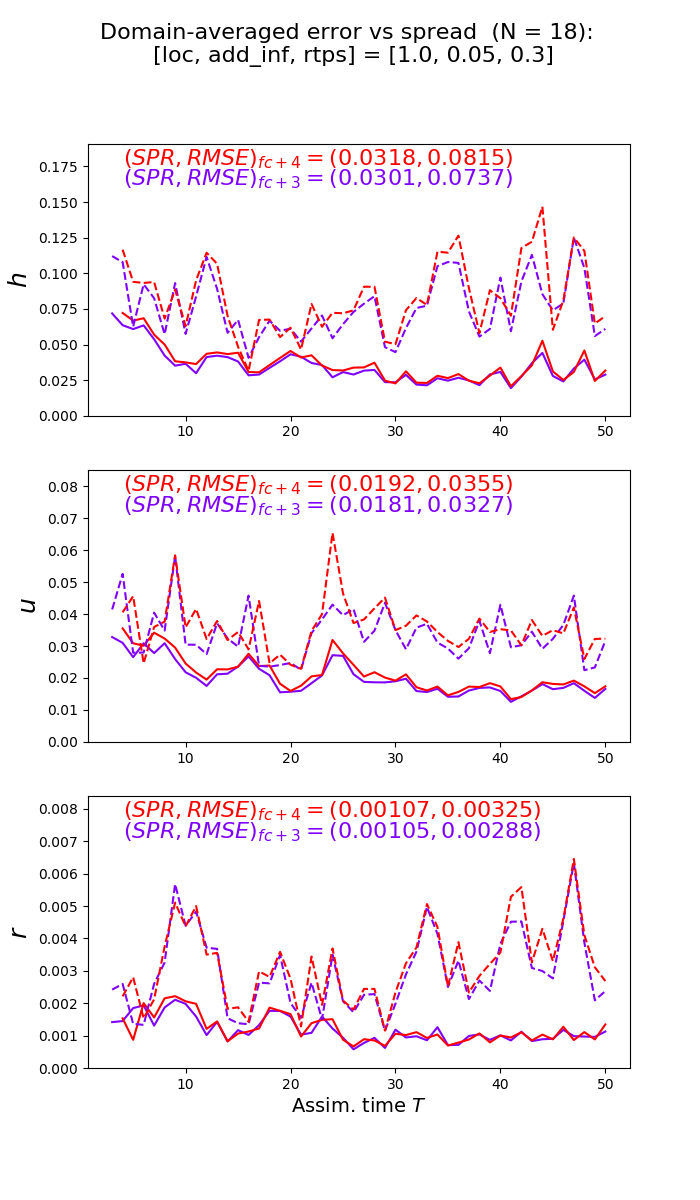 Domain-averaged error vs spread (N = 18):
[loc, add_inf, rtps] = [1.0, 0.05, 0.3]
(SPR, RMSE)fc+4 = (0.0318, 0.0815)
(SPR, RMSE)fc+3 = (0.0301, 0.0737)
0.175
0.150
0.125
0.100
0.075
0.050
0.025
0.000
h
10 20 30 40 50
(SPR, RMSE)fc+4 = (0.0192, 0.0355)
(SPR, RMSE)fc+3 = (0.0181, 0.0327)
0.08
0.07
0.06
0.05
0.04
0.03
0.02
0.01
0.00
u
10 20 30 40 50
(SPR, RMSE)fc+4 = (0.00107, 0.00325)
(SPR, RMSE)fc+3 = (0.00105, 0.00288)
0.008
0.007
0.006
0.005
0.004
0.003
0.002
0.001
0.000
r
10 20 30 40 50
Assim. time T